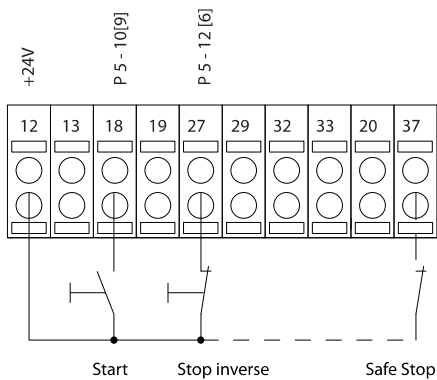 +24V
P 5 - 10[9]
P 5 - 12 [6]
12 13 18 19 27 29 32 33 20 37
Start Stop inverse Safe Stop